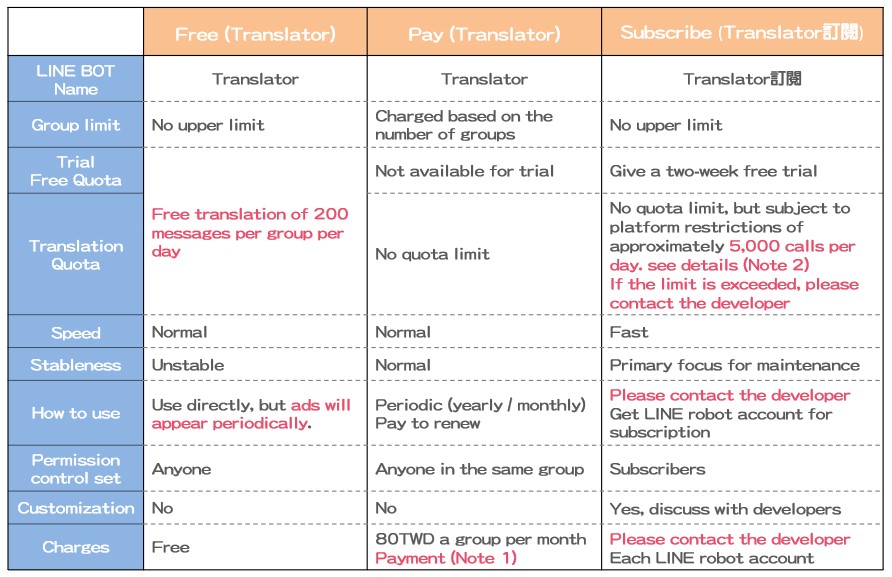 Free (Translator)
Pay (Translator)
Subscribe (Translator訂閱)
LINE BOT
Name
Translator
Translator
Translator訂閱
Group limit
No upper limit
Charged based on the
number of groups
No upper limit
Trial
Free Quota
Free translation of 200
messages per group per
day
Not available for trial
Give a two-week free trial
Translation
Quota
No quota limit
No quota limit, but subject to
platform restrictions of
approximately 5,000 calls per
day. see details (Note 2)
If the limit is exceeded, please
contact the developer
Speed
Normal
Normal
Fast
Stableness
Unstable
Normal
Primary focus for maintenance
How to use
Use directly, but ads will
appear periodically.
Periodic (yearly / monthly)
Pay to renew
Please contact the developer
Get LINE robot account for
subscription
Permission
control set
Anyone
Anyone in the same group
Subscribers
Customization
No
No
Yes, discuss with developers
Charges
Free
80TWD a group per month
Payment (Note 1)
Please contact the developer
Each LINE robot account